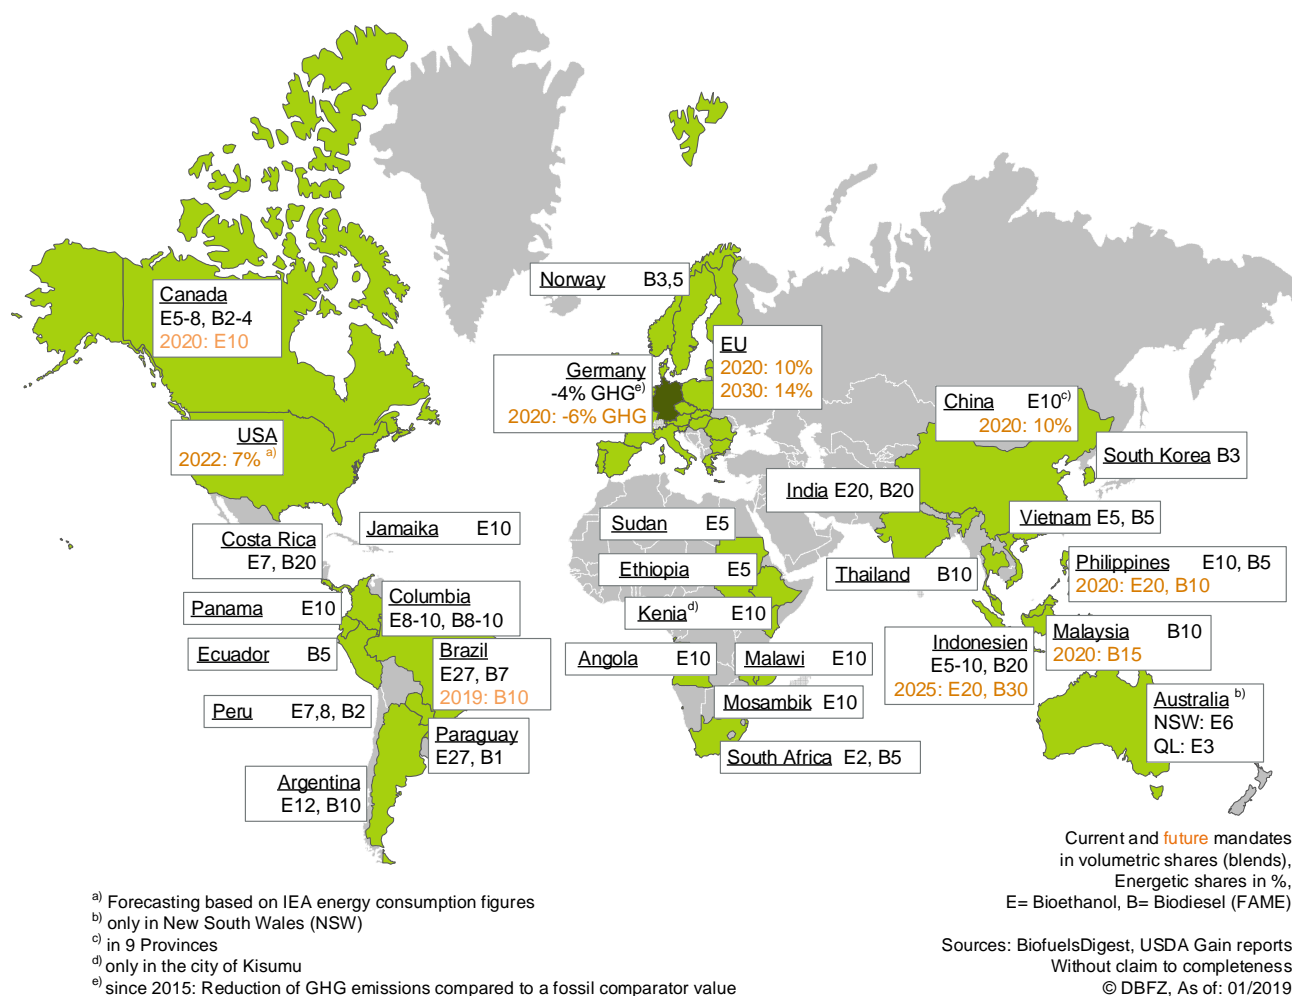 Norway B3,5
Canada
E5-8, B2-4
2020: E10
EU
2020: 10%
2030: 14%
Germany
-4% GHG e)
2020: -6% GHG
China E10 c)
2020: 10%
USA
2022: 7% a)
South Korea B3
India E20, B20
Vietnam E5, B5
Jamaika E10
Sudan E5
Costa Rica
E7, B20
Ethiopia E5
Thailand B10
Philippines E10, B5
2020: E20, B10
Panama E10
Columbia
E8-10, B8-10
Kenia d) E10
Ecuador B5
Brazil
E27, B7
2019: B10
Angola E10
Malawi E10
Indonesien
E5-10, B20
2025: E20, B30
Malaysia B10
2020: B15
Peru E7,8, B2
Mosambik E10
Australia b)
NSW: E6
QL: E3
Paraguay
E27, B1
South Africa E2, B5
Argentina
E12, B10
Current and future mandates
in volumetric shares (blends),
Energetic shares in %,
E= Bioethanol, B= Biodiesel (FAME)
a) Forecasting based on IEA energy consumption figures
b) only in New South Wales (NSW)
c) in 9 Provinces
d) only in the city of Kisumu
e) since 2015: Reduction of GHG emissions compared to a fossil comparator value
Sources: BiofuelsDigest, USDA Gain reports
Without claim to completeness
© DBFZ, As of: 01/2019